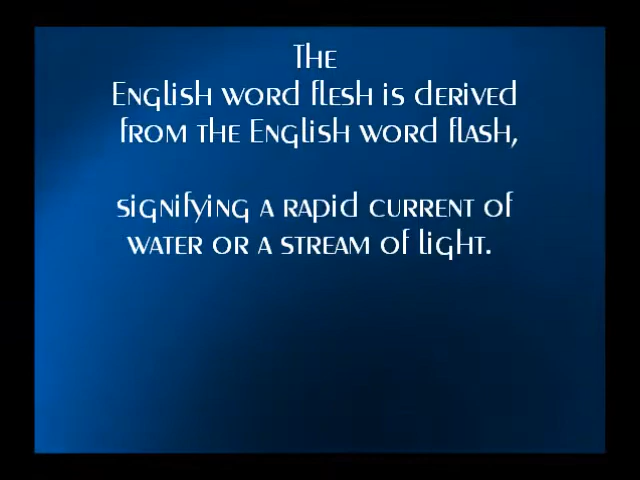 The
English word flesh is derived
from the English word flash,
signifying a rapid current of
water or a stream of light.